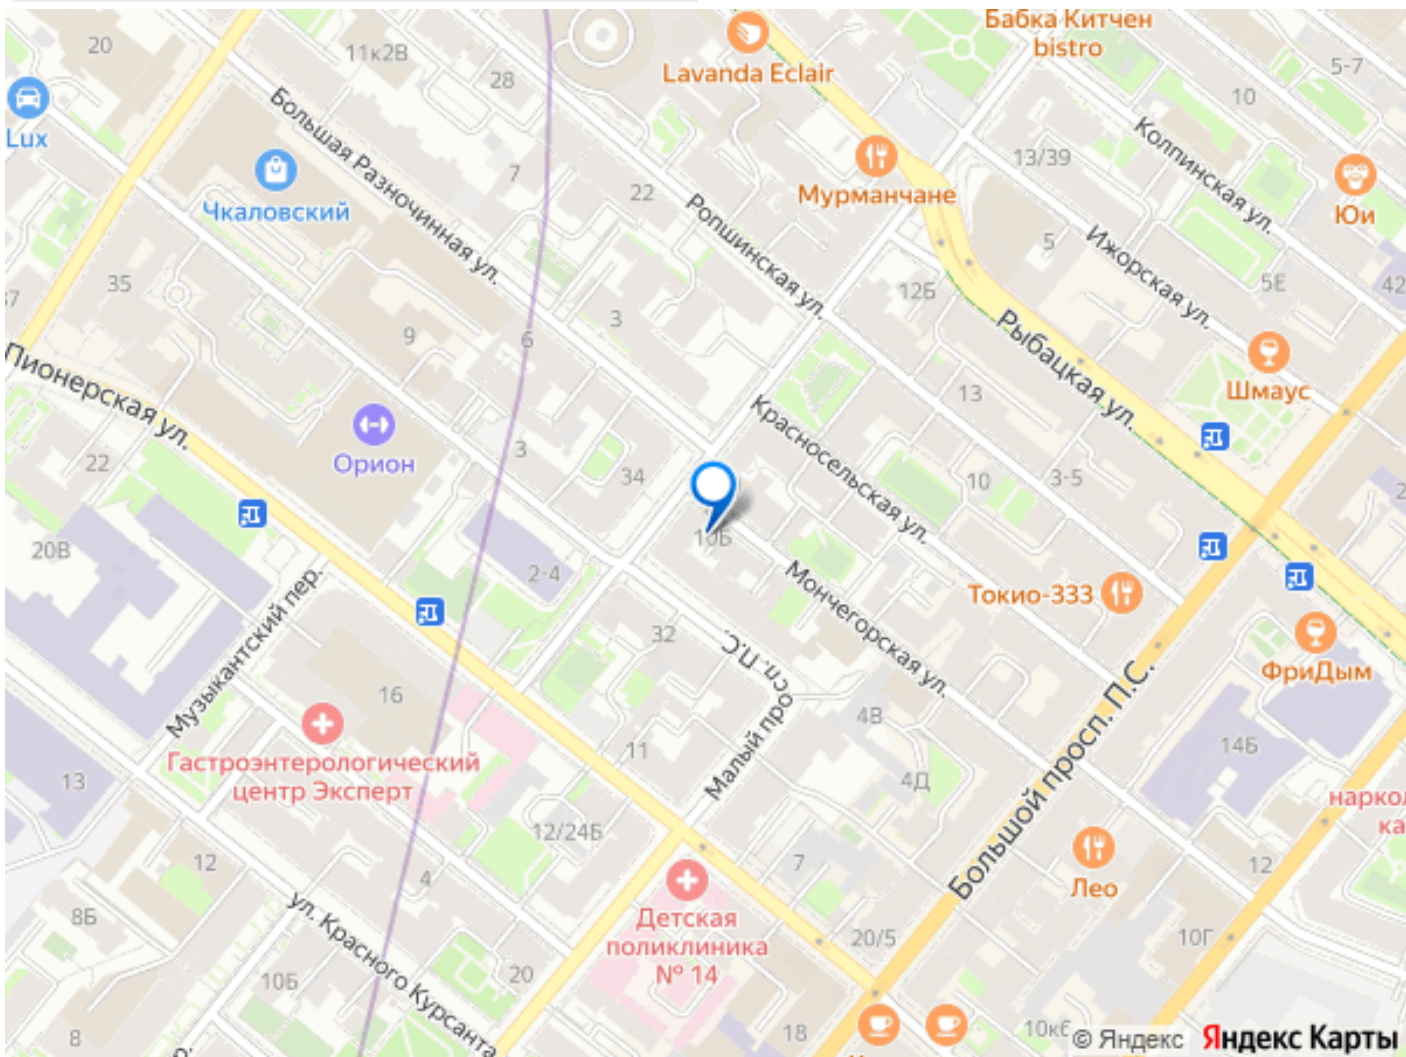 20
11к2В
28
Lavanda Eclair
Бабка Китчен
bistro
5-7
10
Lux
Большая Разночинная ул.
7
Чкаловский
22
Мурманчане
13/39
Колпинская ул.
Юи
Ропшинская ул.
5
Ижорская ул.
5Е
42
35
37
3
12Б
6
9
Рыбацкая ул.
Шмаус
Пионерская ул.
13
Красносельская ул.
Орион
3
34
22
10
3-5
2
20В
10Б
2-4
Мончегорская ул.
Токио-333
Музыкантский пер.
32
Малый просп. П.С.
ФриДым
16
4В
14Б
Большой просп. П.С.
Гастроэнтерологический
центр Эксперт
11
13
4Д
нарко
ка
12/24Б
12
4
7
Лео
12
8Б
Детская
поликлиника
№ 14
ул. Красного Курсанта
20/5
10Г
10Б
20
8
р.
18
10к6
© Яндекс
Яндекс Карты